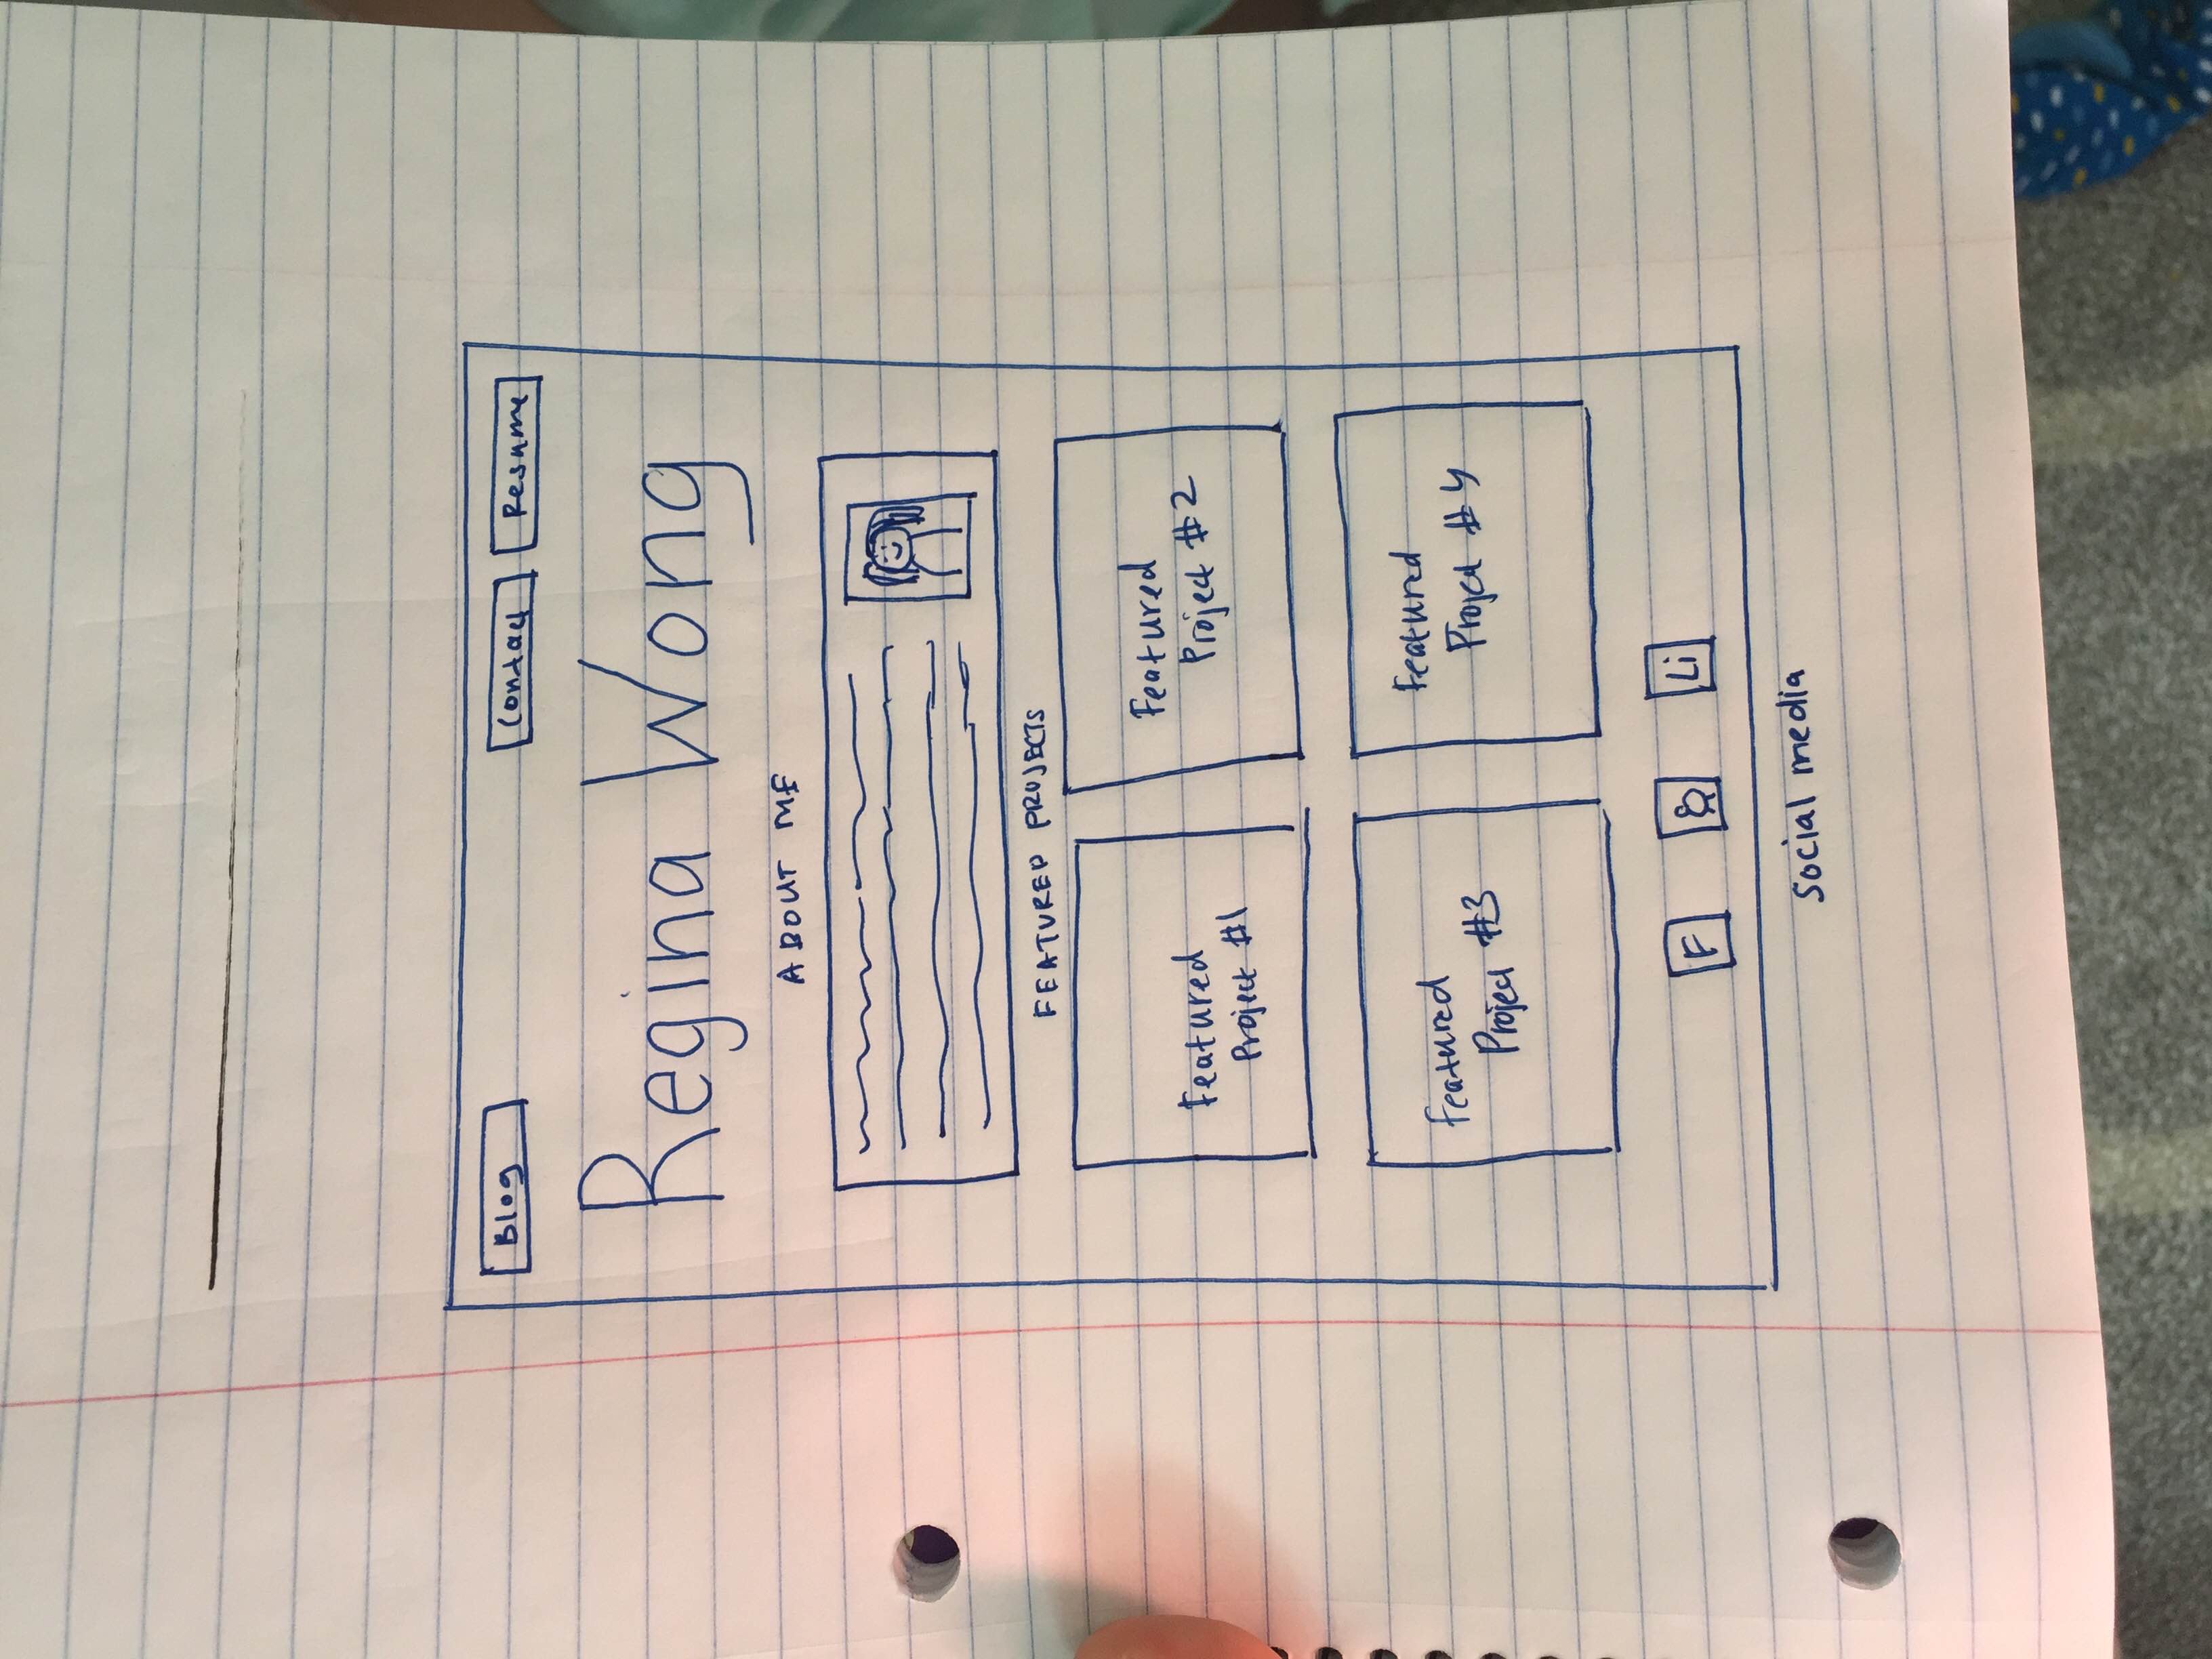 Blog
Contact
Resume
Regina Wong
ABOUT ME
FEATURED PROJECTS
Featured
Project #1
Featured
Project #2
Featured
Project #3
Featured
Project #4
F
Li
Social media